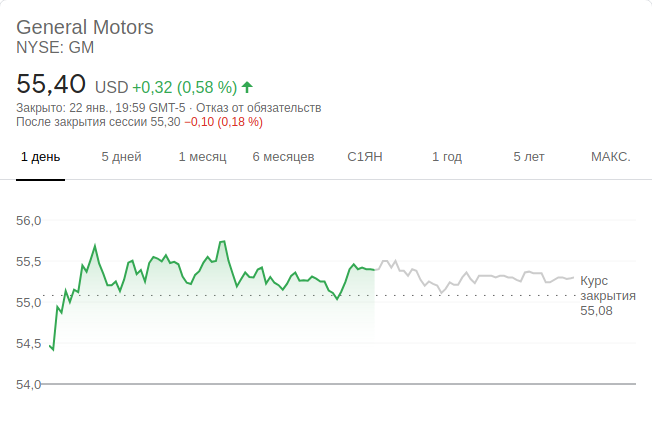 General Motors
NYSE: GM
55,40 USD +0,32 (0,58 %)
Закрыто: 22 янв., 19:59 GMT-5 · Отказ от обязательств
После закрытия сессии 55,30 −0,10 (0,18 %)
1 день 5 дней 1 месяц 6 месяцев С1ЯН 1 год 5 лет МАКС.
56,0
55,5
55,0
54,5
54,0
Курс
закрытия
55,08